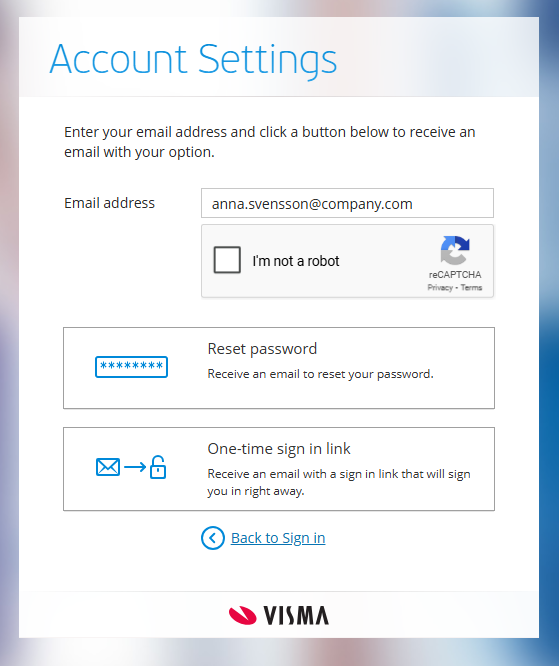 Account Settings
Enter your email address and click a button below to receive an
email with your option.
Email address
anna.svensson@company.com
I'm not a robot
reCAPTCHA
Privacy • Terms
********
Reset password
Receive an email to reset your password.
One-time sign in link
Receive an email with a sign in link that will sign
you in right away.
Back to Sign in
VISMA